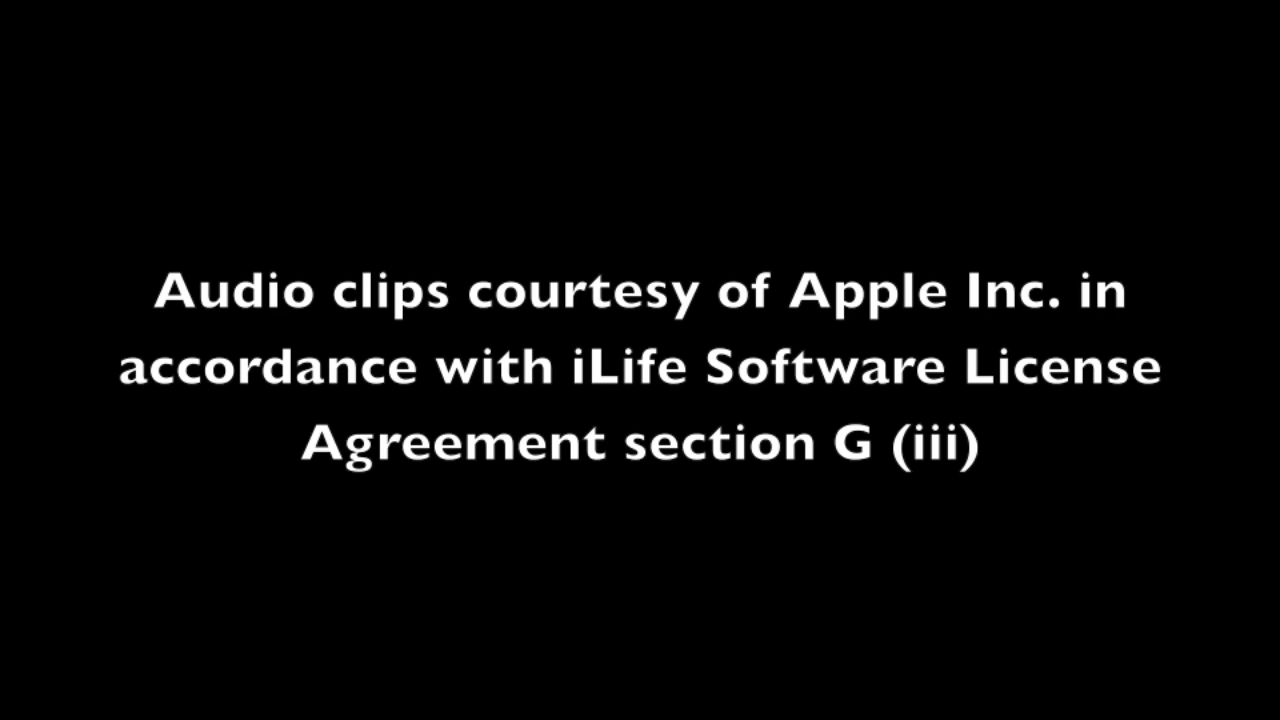 Audio clips courtesy of Apple Inc. in
accordance with iLife Software License
Agreement section G (iii)